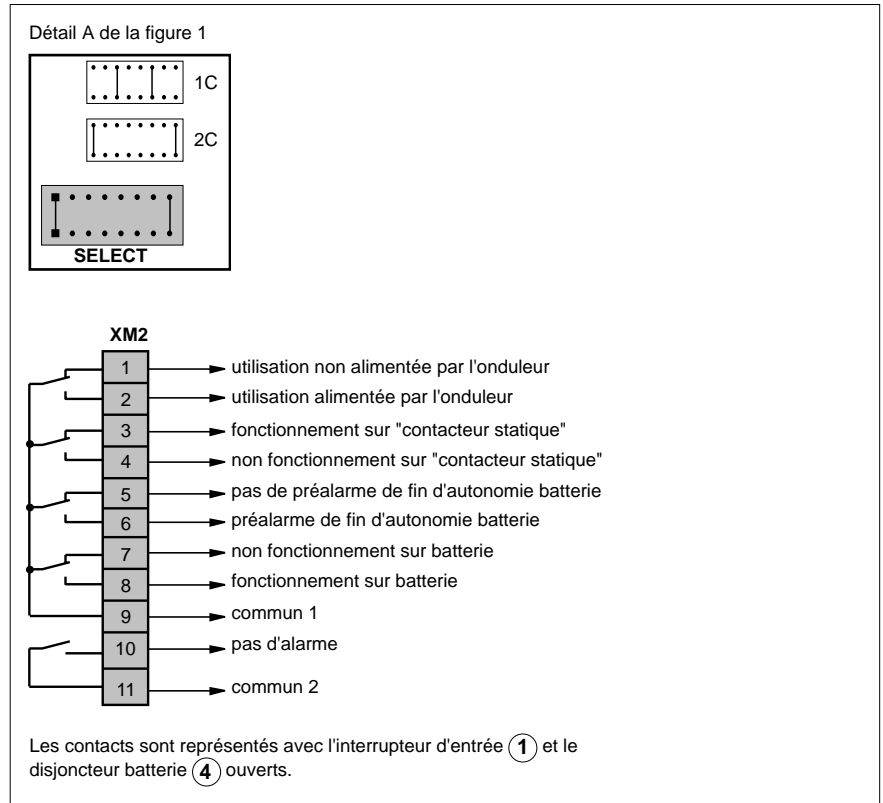 Détail A de la figure 1
1C
2C
SELECT
XM2
1 utilisation non alimentée par l'onduleur
2 utilisation alimentée par l'onduleur
3 fonctionnement sur "contacteur statique"
4 non fonctionnement sur "contacteur statique"
5 pas de préalarme de fin d'autonomie batterie
6 préalarme de fin d'autonomie batterie
7 non fonctionnement sur batterie
8 fonctionnement sur batterie
9 commun 1
10 pas d'alarme
11 commun 2
Les contacts sont représentés avec l'interrupteur d'entrée 1 et le
disjoncteur batterie 4 ouverts.